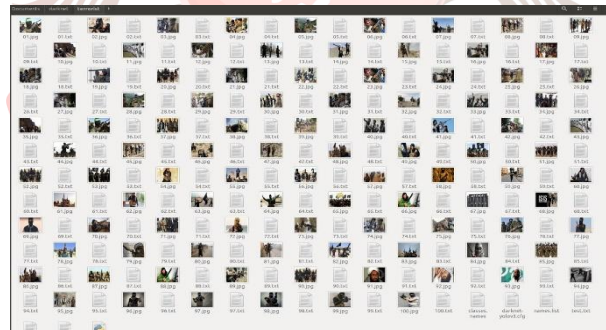 Documents darknet terrorist
01.jpg 01.txt 02.jpg 02.txt 03.jpg 03.txt 04.jpg 04.txt 05.jpg 05.txt 06.jpg 06.txt 07.jpg 07.txt 08.jpg 08.txt 09.jpg
09.txt 10.jpg 10.txt 11.jpg 11.txt 12.jpg 12.txt 13.jpg 13.txt 14.jpg 14.txt 15.jpg 15.txt 16.jpg 16.txt 17.jpg 17.txt
18.jpg 18.txt 19.jpg 19.txt 20.jpg 20.txt 21.jpg 21.txt 22.jpg 22.txt 23.jpg 23.txt 24.jpg 24.txt 25.jpg 25.txt 26.jpg
26.txt 27.jpg 27.txt 28.jpg 28.txt 29.jpg 29.txt 30.jpg 30.txt 31.jpg 31.txt 32.jpg 32.txt 33.jpg 33.txt 34.jpg 34.txt
35.jpg 35.txt 36.jpg 36.txt 37.jpg 37.txt 38.jpg 38.txt 39.jpg 39.txt 40.jpg 40.txt 41.jpg 41.txt 42.jpg 42.txt 43.jpg
43.txt 44.jpg 44.txt 45.jpg 45.txt 46.jpg 46.txt 47.jpg 47.txt 48.jpg 48.txt 49.jpg 49.txt 50.jpg 50.txt 51.jpg 51.txt
52.jpg 52.txt 53.jpg 53.txt 54.jpg 54.txt 55.jpg 55.txt 56.jpg 56.txt 57.jpg 57.txt 58.jpg 58.txt 59.jpg 59.txt 60.jpg
60.txt 61.jpg 61.txt 62.jpg 62.txt 63.jpg 63.txt 64.jpg 64.txt 65.jpg 65.txt 66.jpg 66.txt 67.jpg 67.txt 68.jpg 68.txt
69.jpg 69.txt 70.jpg 70.txt 71.jpg 71.txt 72.jpg 72.txt 73.jpg 73.txt 74.jpg 74.txt 75.jpg 75.txt 76.jpg 76.txt 77.jpg
77.txt 78.jpg 78.txt 79.jpg 79.txt 80.jpg 80.txt 81.jpg 81.txt 82.jpg 82.txt 83.jpg 83.txt 84.jpg 84.txt 85.jpg 85.txt
86.jpg 86.txt 87.jpg 87.txt 88.jpg 88.txt 89.jpg 89.txt 90.jpg 90.txt 91.jpg 91.txt 92.jpg 92.txt 93.jpg 93.txt 94.jpg
94.txt 95.jpg 95.txt 96.jpg 96.txt 97.jpg 97.txt 98.jpg 98.txt 99.jpg 99.txt 100.jpg 100.txt classes.names names.list test.txt